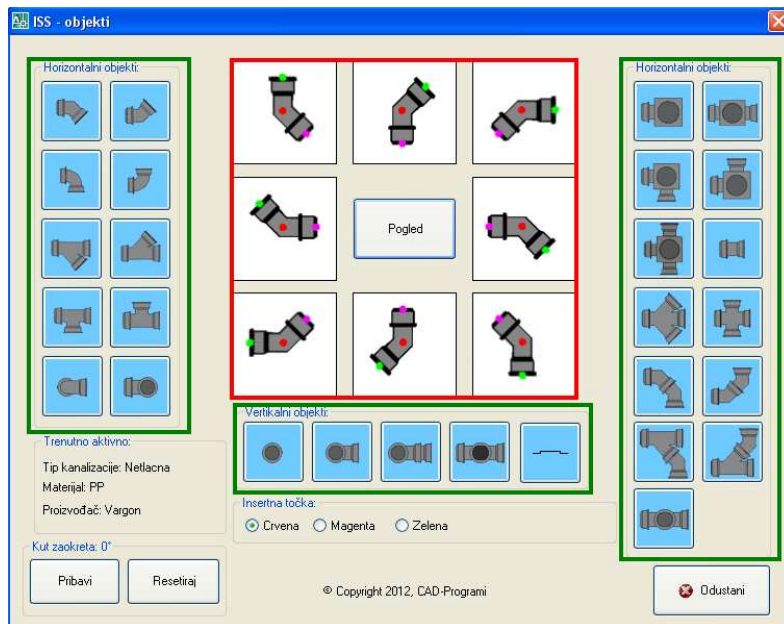 ISS - objekti
Horizontalni objekti:
Horizontalni objekti:
Pogled
Vertikalni objekti:
Trenutno aktivno:
Tip kanalizacije: Netlacna
Materijal: PP
Proizvođač: Vargon
Insertna točka:
Crvena Magenta Zelena
Kut zaokreta: 0°
Pribavi Resetiraj
© Copyright 2012, CAD-Programi
Odustani